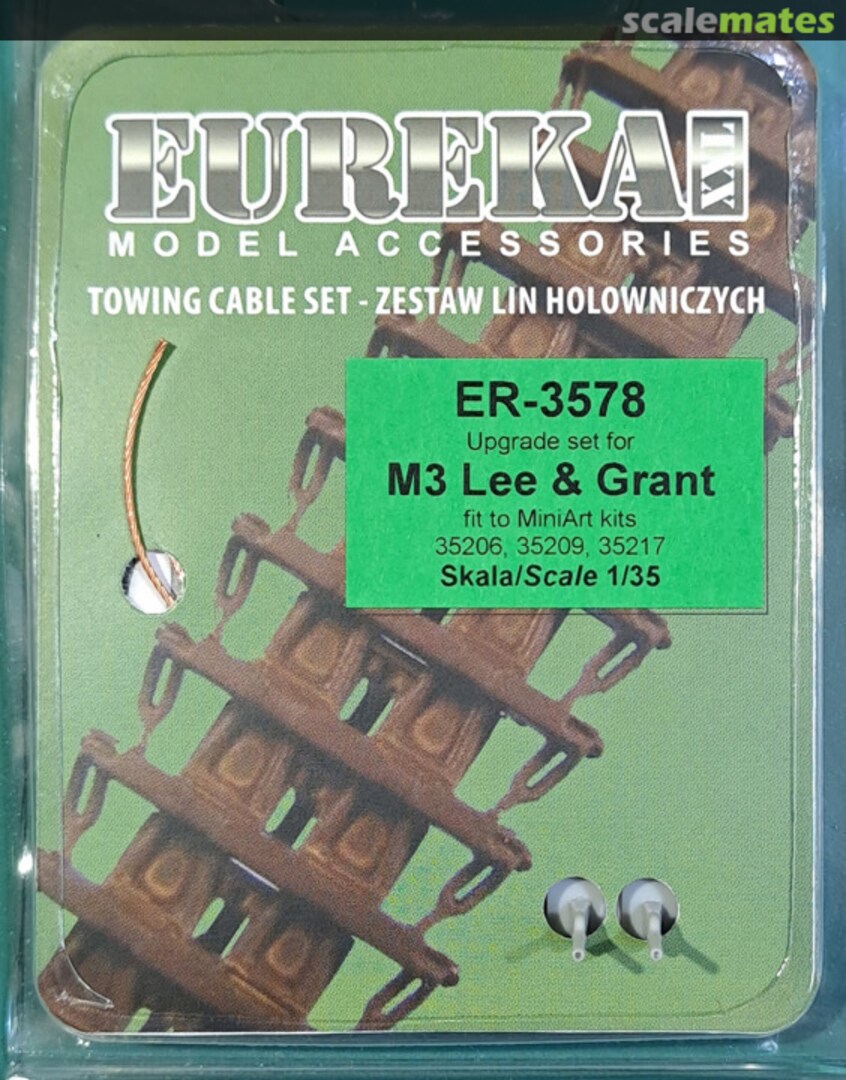 scalemates
EUREKA XXL
MODEL ACCESSORIES
TOWING CABLE SET - ZESTAW LIN HOLOWNICZYCH
ER-3578
Upgrade set for
M3 Lee & Grant
fit to MiniArt kits
35206, 35209, 35217
Skala/Scale 1/35